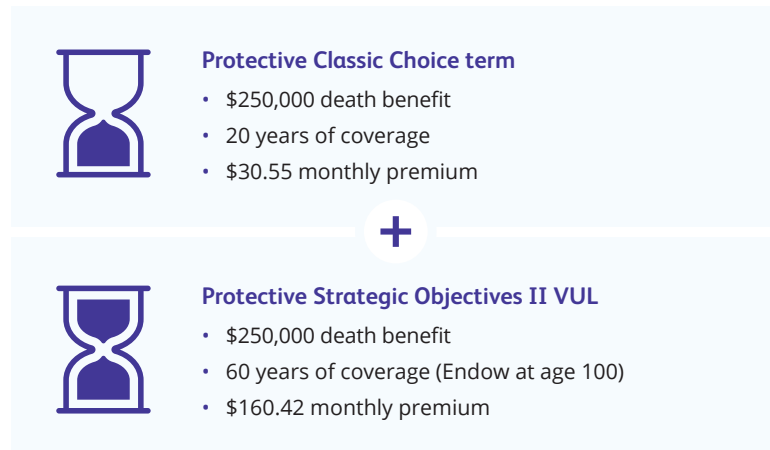 Protective Classic Choice term
• $250,000 death benefit
• 20 years of coverage
• $30.55 monthly premium
+
Protective Strategic Objectives II VUL
• $250,000 death benefit
• 60 years of coverage (Endow at age 100)
• $160.42 monthly premium